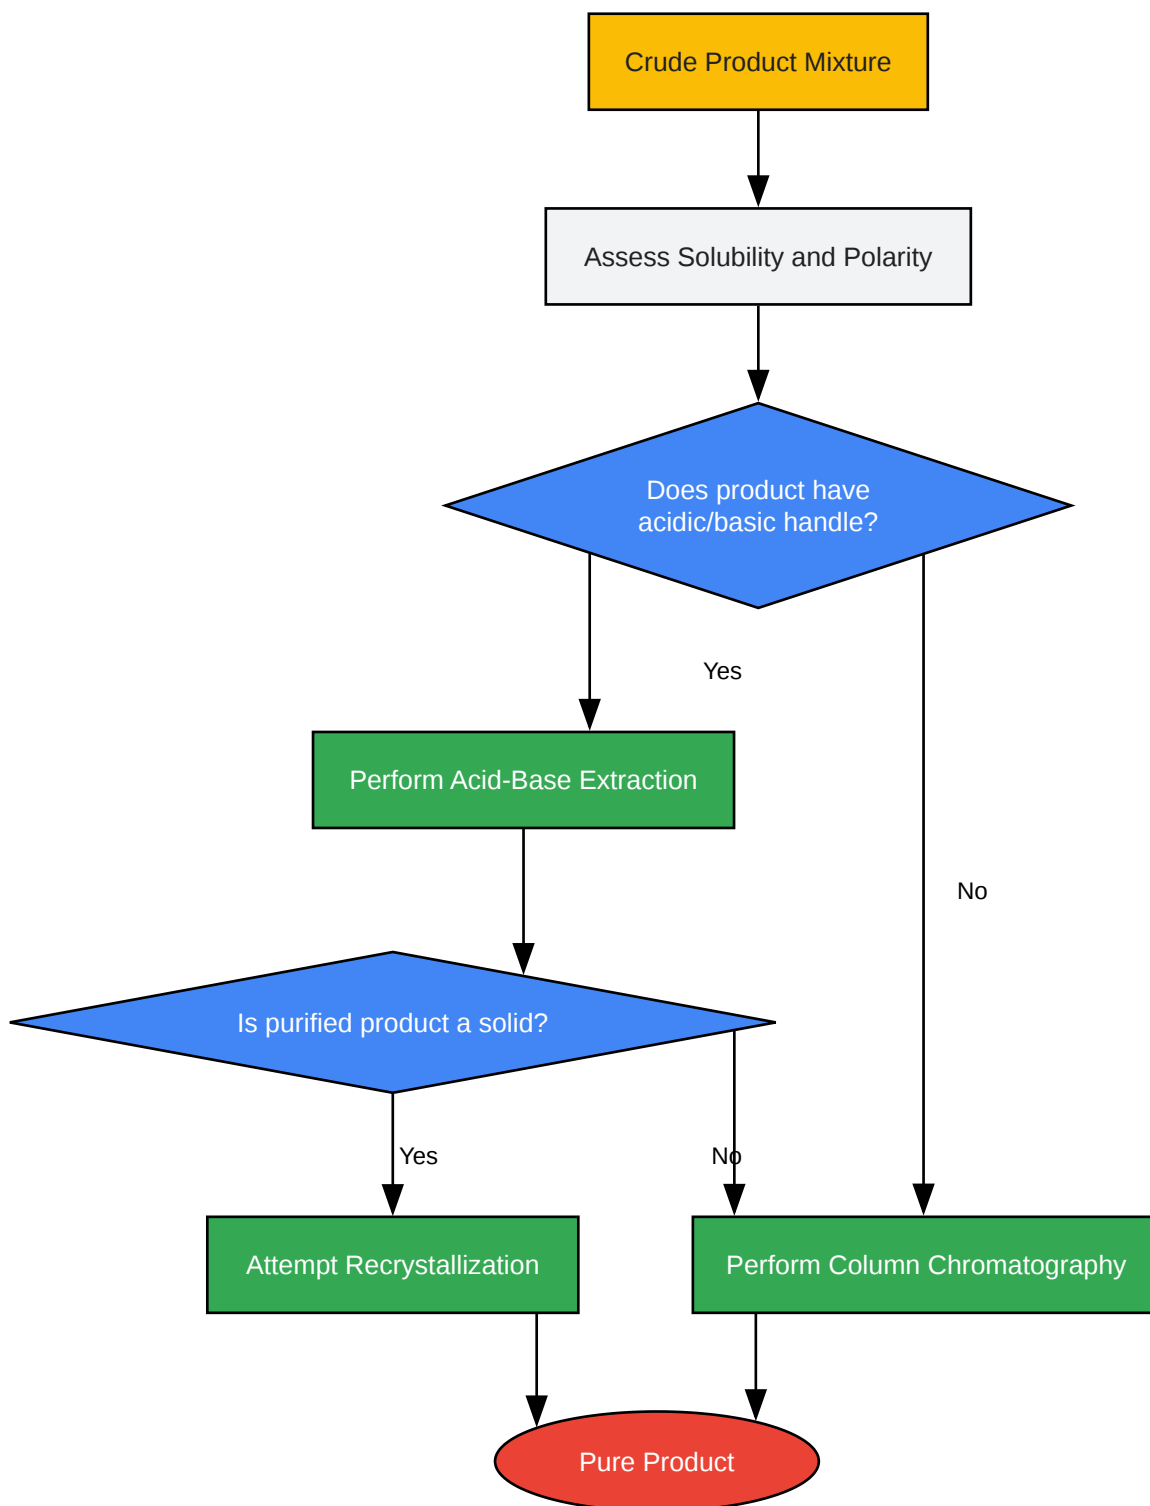 Crude Product Mixture
Assess Solubility and Polarity
Does product have
acidic/basic handle?
Yes
Perform Acid-Base Extraction
No
Is purified product a solid?
Yes
No
Attempt Recrystallization
Perform Column Chromatography
Pure Product